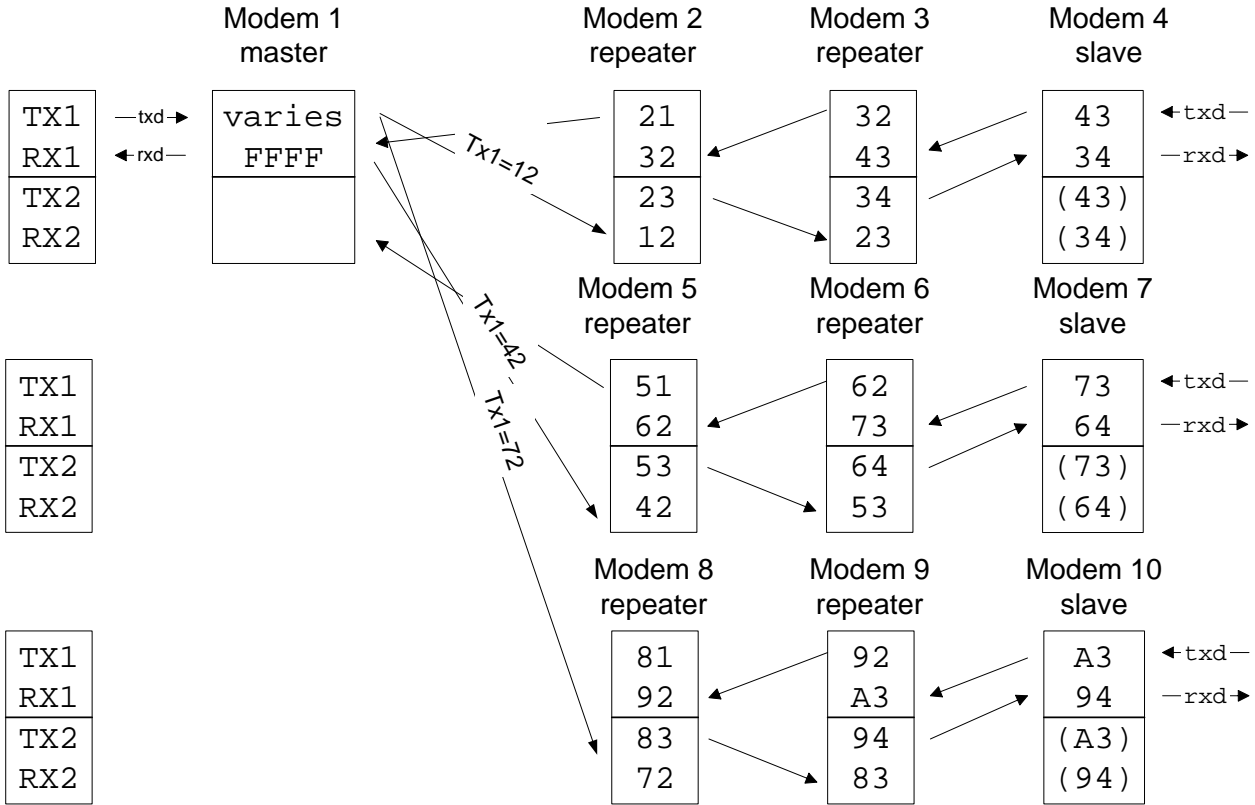 Modem 1 Modem 2 Modem 3 Modem 4
master repeater repeater slave
TX1 txd varies 21 32 43 txd
RX1 rxd FFFF Tx1=12 32 43 34 rxd
TX2 23 34 (43)
RX2 12 23 (34)
Modem 5 Modem 6 Modem 7
repeater repeater slave
Tx1=42
TX1 51 62 73 txd
RX1 62 73 64 rxd
Tx1=72
TX2 53 64 (73)
RX2 42 53 (64)
Modem 8 Modem 9 Modem 10
repeater repeater slave
TX1 81 92 A3 txd
RX1 92 A3 94 rxd
TX2 83 94 (A3)
RX2 72 83 (94)